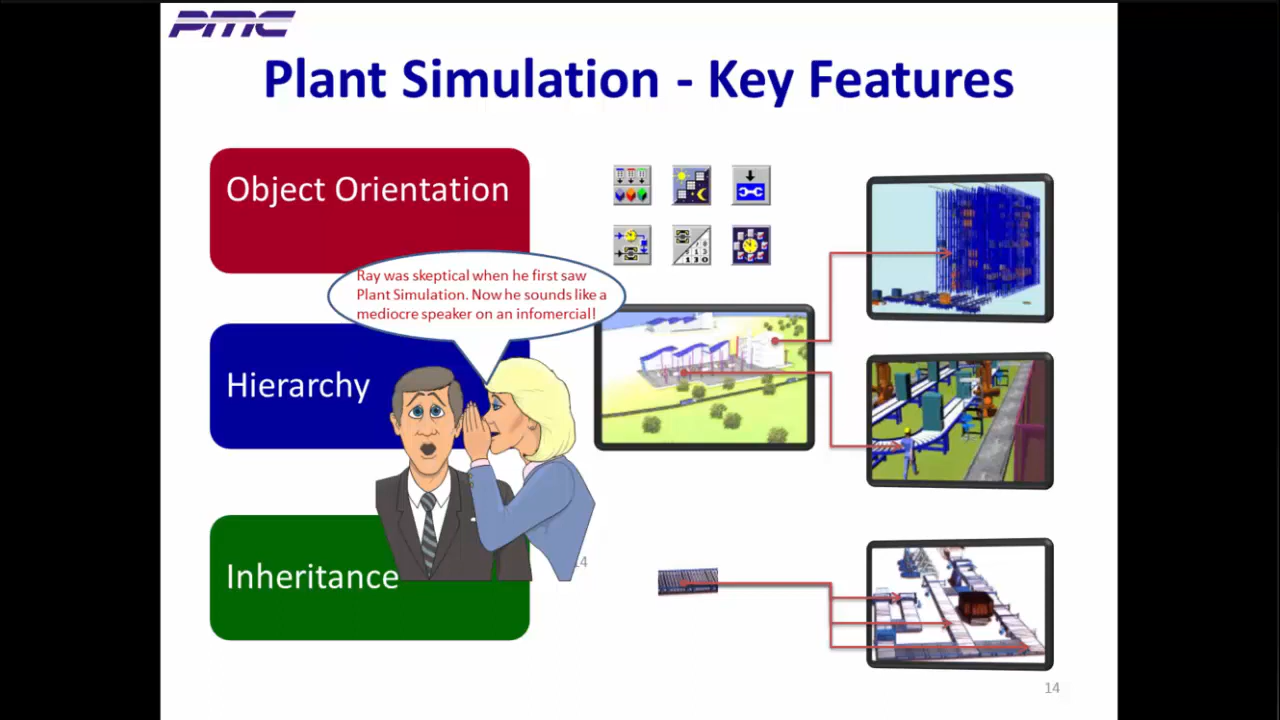 PMC
Plant Simulation - Key Features
Object Orientation
Ray was skeptical when he first saw
Plant Simulation. Now he sounds like a
mediocre speaker on an infomercial!
Hierarchy
Inheritance
14
14